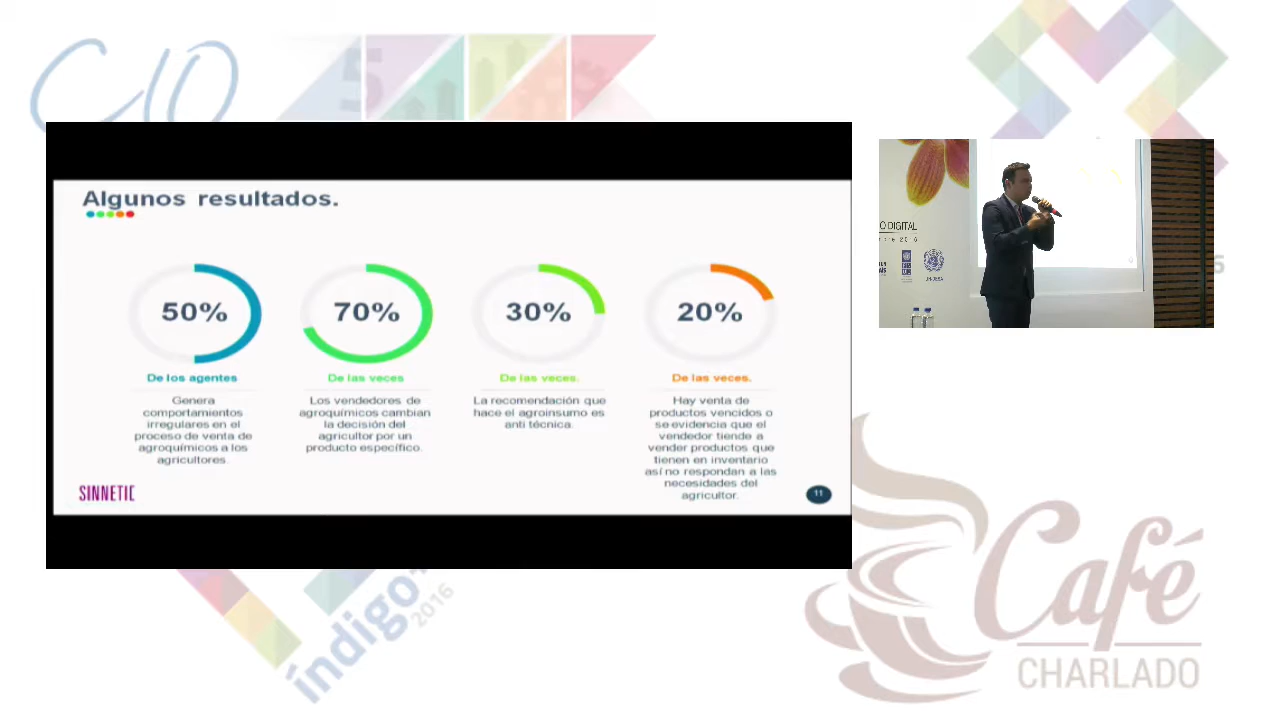 CIO
5
Algunos resultados.
50%
De los agentes
Genera
comportamientos
irregulares en el
proceso de venta de
agroquímicos a los
agricultores.
70%
De las veces
Los vendedores de
agroquímicos cambian
la decisión del
agricultor por un
producto específico.
30%
De las veces.
La recomendación que
hace el agroinsumo es
anti técnica.
20%
De las veces.
Hay venta de
productos vencidos o
se evidencia que el
vendedor tiende a
vender productos que
tienen en inventario
así no respondan a las
necesidades del
agricultor.
SINNETIC
11
O DIGITAL
2016
índigo+
2016
Café
CHARLADO